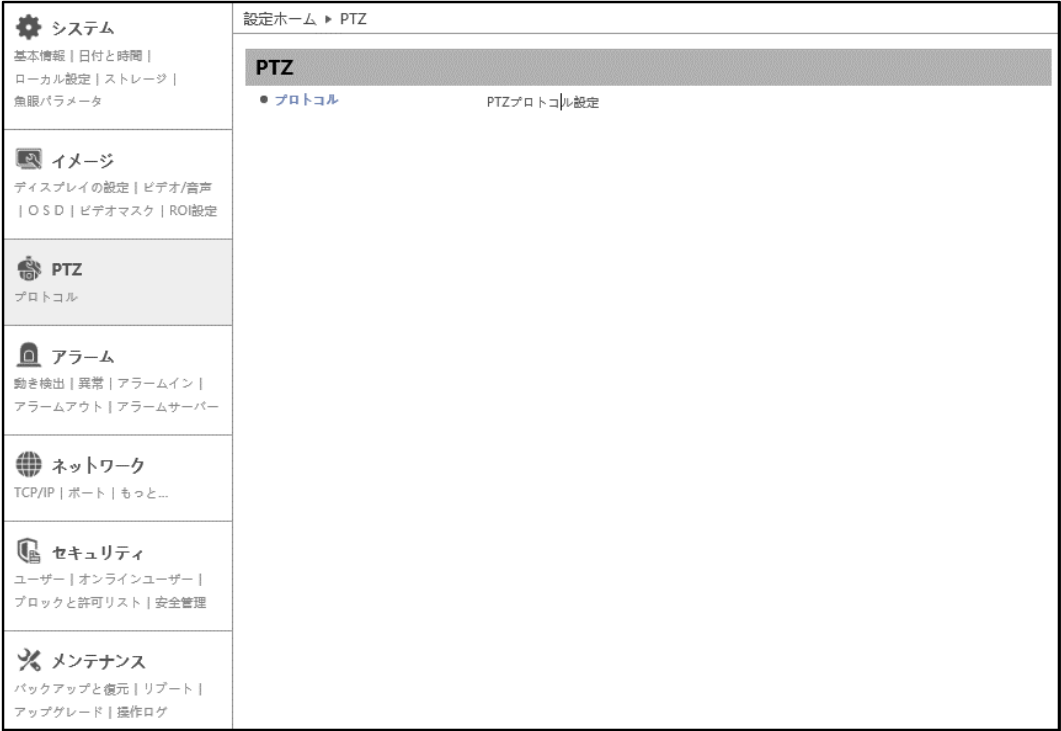 システム
基本情報 | 日付と時間 |
ローカル設定 | ストレージ |
魚眼パラメータ
イメージ
ディスプレイの設定 | ビデオ/音声
| ＯＳＤ | ビデオマスク | ROI設定
PTZ
プロトコル
アラーム
動き検出 | 異常 | アラームイン |
アラームアウト | アラームサーバー
ネットワーク
TCP/IP | ポート | もっと...
セキュリティ
ユーザー | オンラインユーザー |
ブロックと許可リスト | 安全管理
メンテナンス
バックアップと復元 | リブート |
アップグレード | 操作ログ
設定ホーム ▶ PTZ
PTZ
● プロトコル PTZプロトコル設定